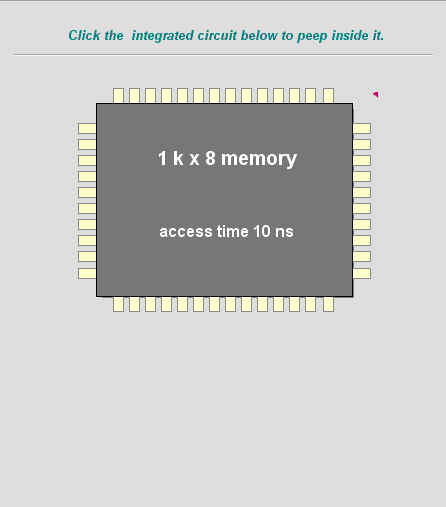 Click the integrated circuit below to peep inside it.
1 k x 8 memory
access time 10 ns